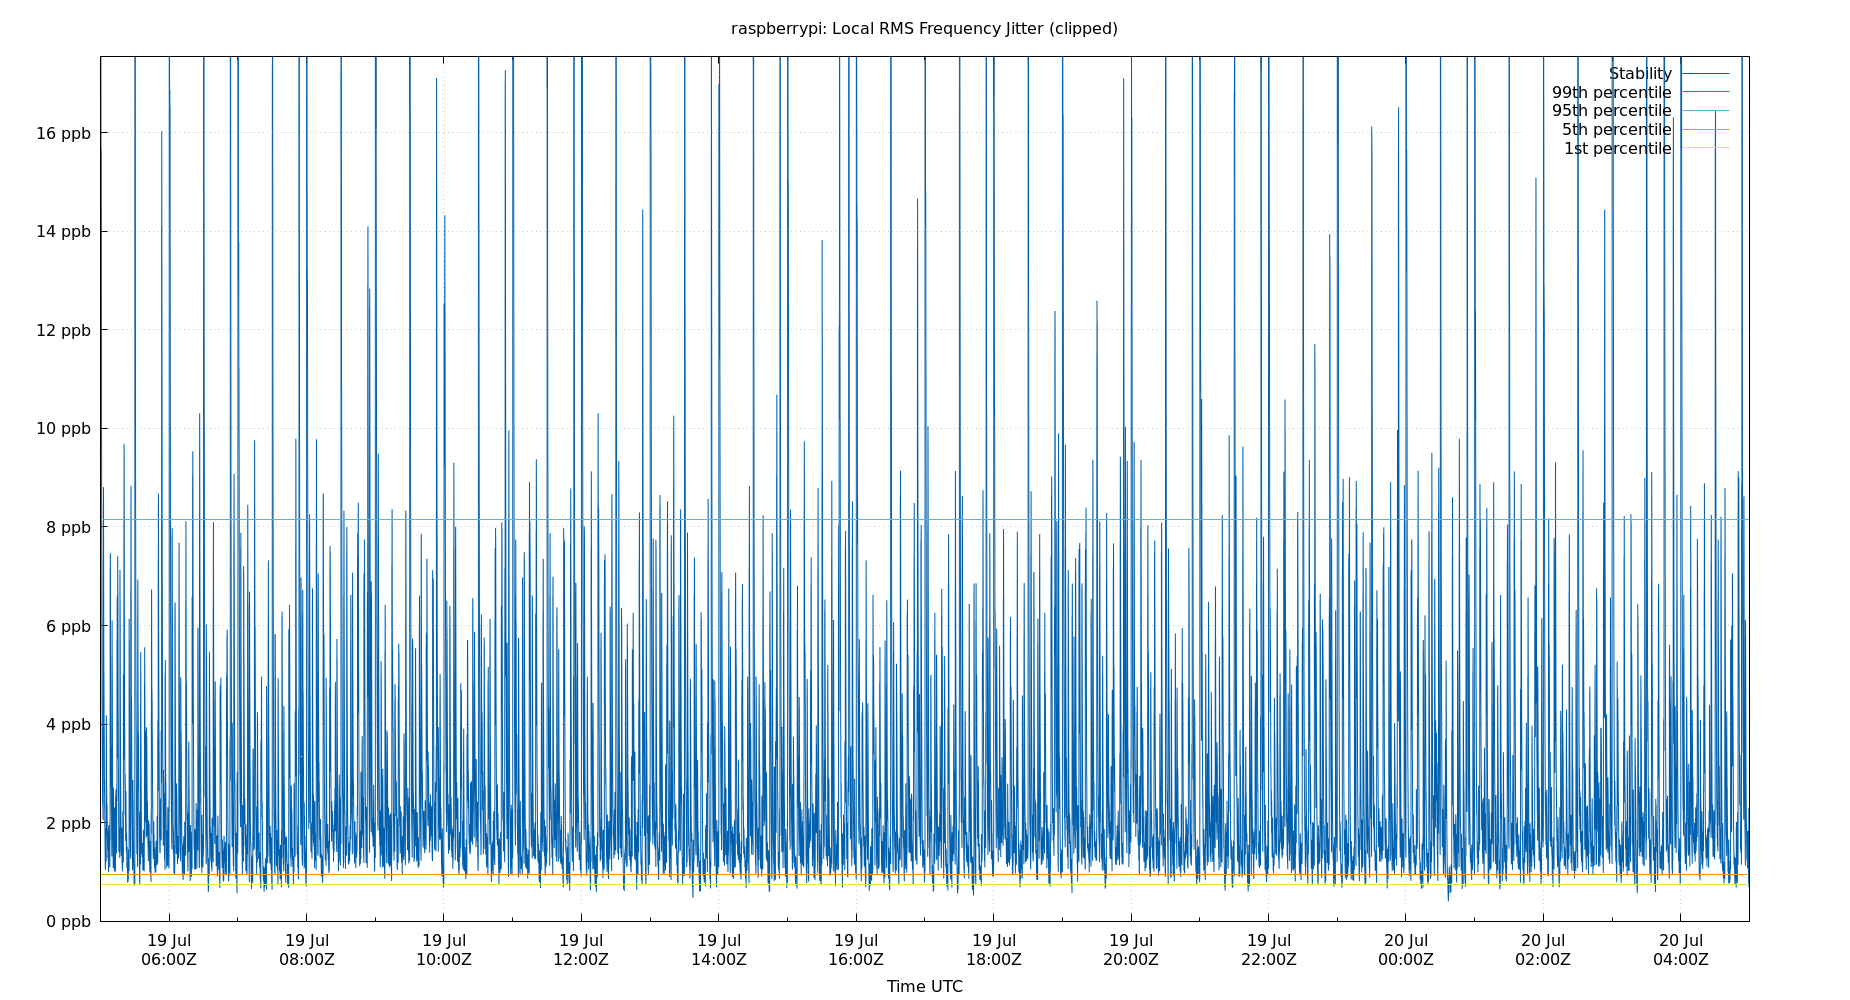 raspberrypi: Local RMS Frequency Jitter (clipped)
Stability
99th percentile
95th percentile
5th percentile
1st percentile
16 ppb
14 ppb
12 ppb
10 ppb
8 ppb
6 ppb
4 ppb
2 ppb
0 ppb
19 Jul 19 Jul 19 Jul 19 Jul 19 Jul 19 Jul 19 Jul 19 Jul 19 Jul 20 Jul 20 Jul 20 Jul
06:00Z 08:00Z 10:00Z 12:00Z 14:00Z 16:00Z 18:00Z 20:00Z 22:00Z 00:00Z 02:00Z 04:00Z
Time UTC